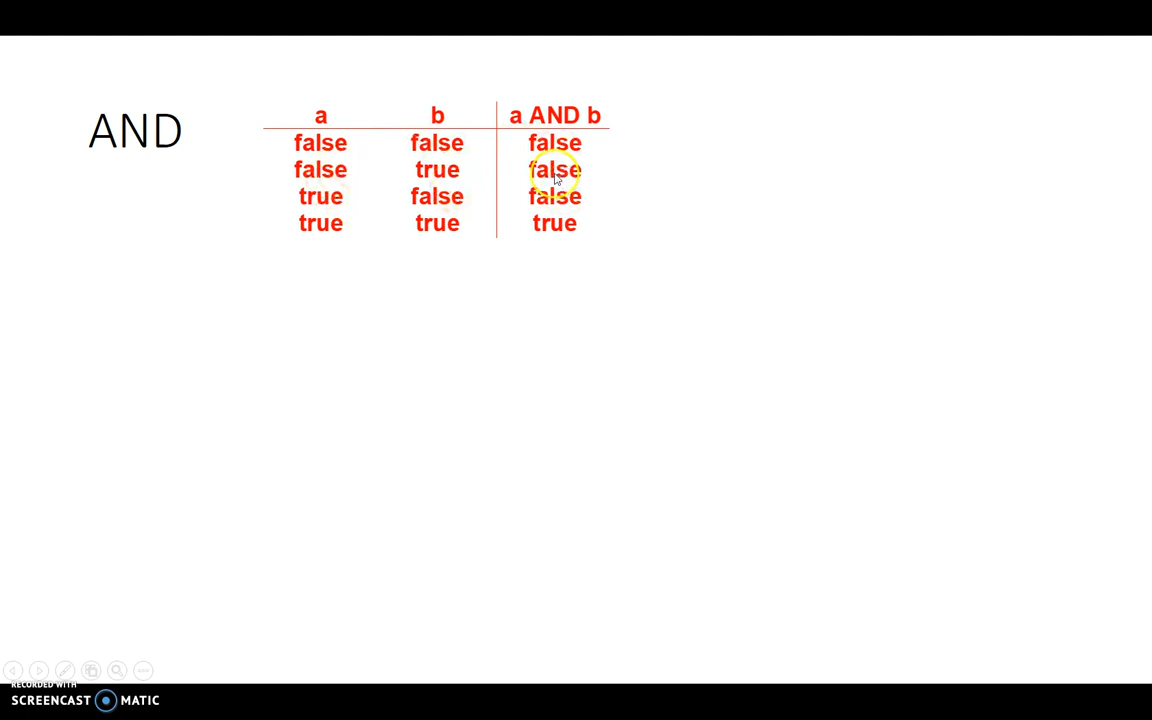 AND
a b a AND b
false false false
false true false
true false false
true true true
RECORDED WITH
SCREENCAST MATIC